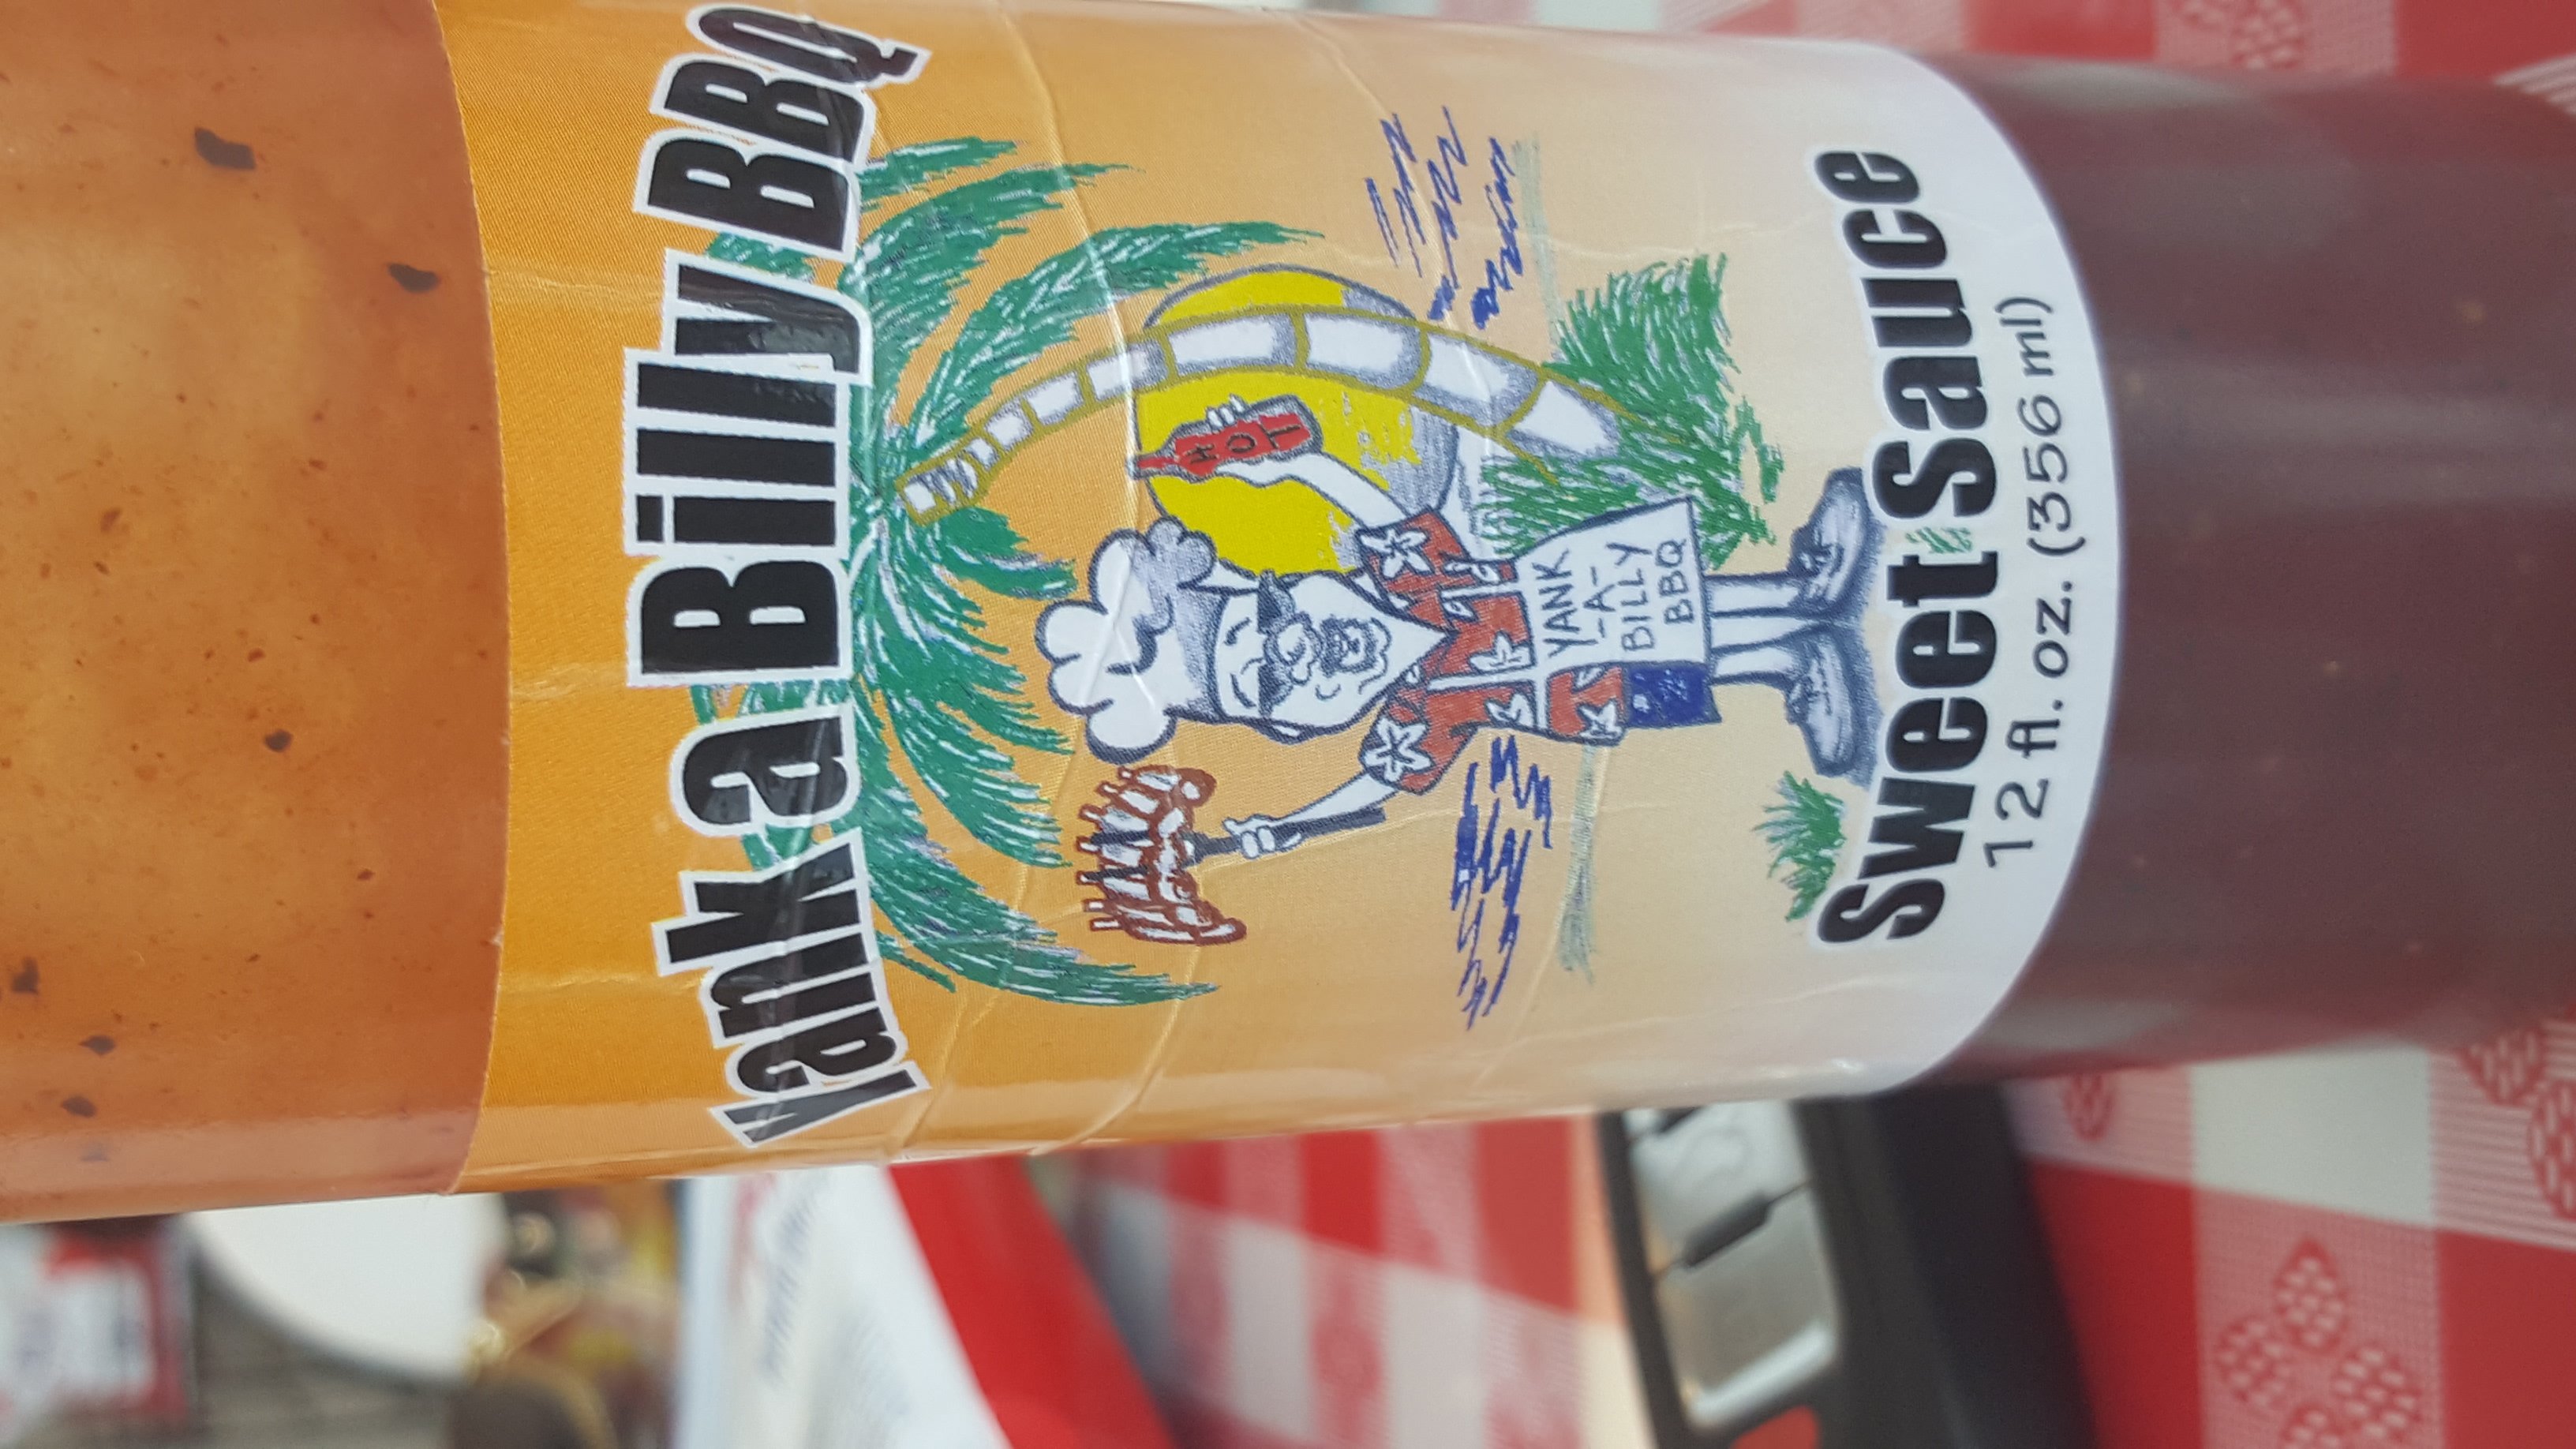 Yank a Billy BBQ
HOT
YANK
-A-
BILLY
BBQ
Sweet Sauce
12 fl. oz. (356 ml)